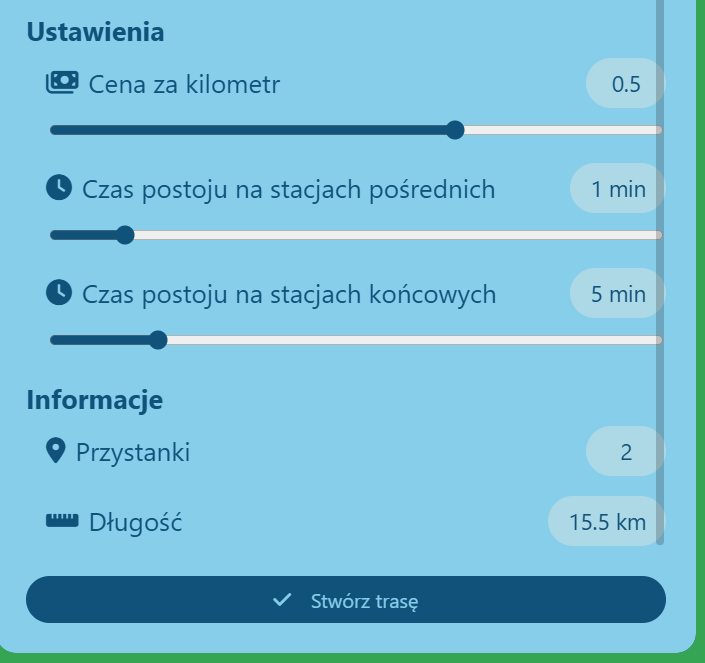 Ustawienia
Cena za kilometr 0.5
Czas postoju na stacjach pośrednich 1 min
Czas postoju na stacjach końcowych 5 min
Informacje
Przystanki 2
Długość 15.5 km
Stwórz trasę